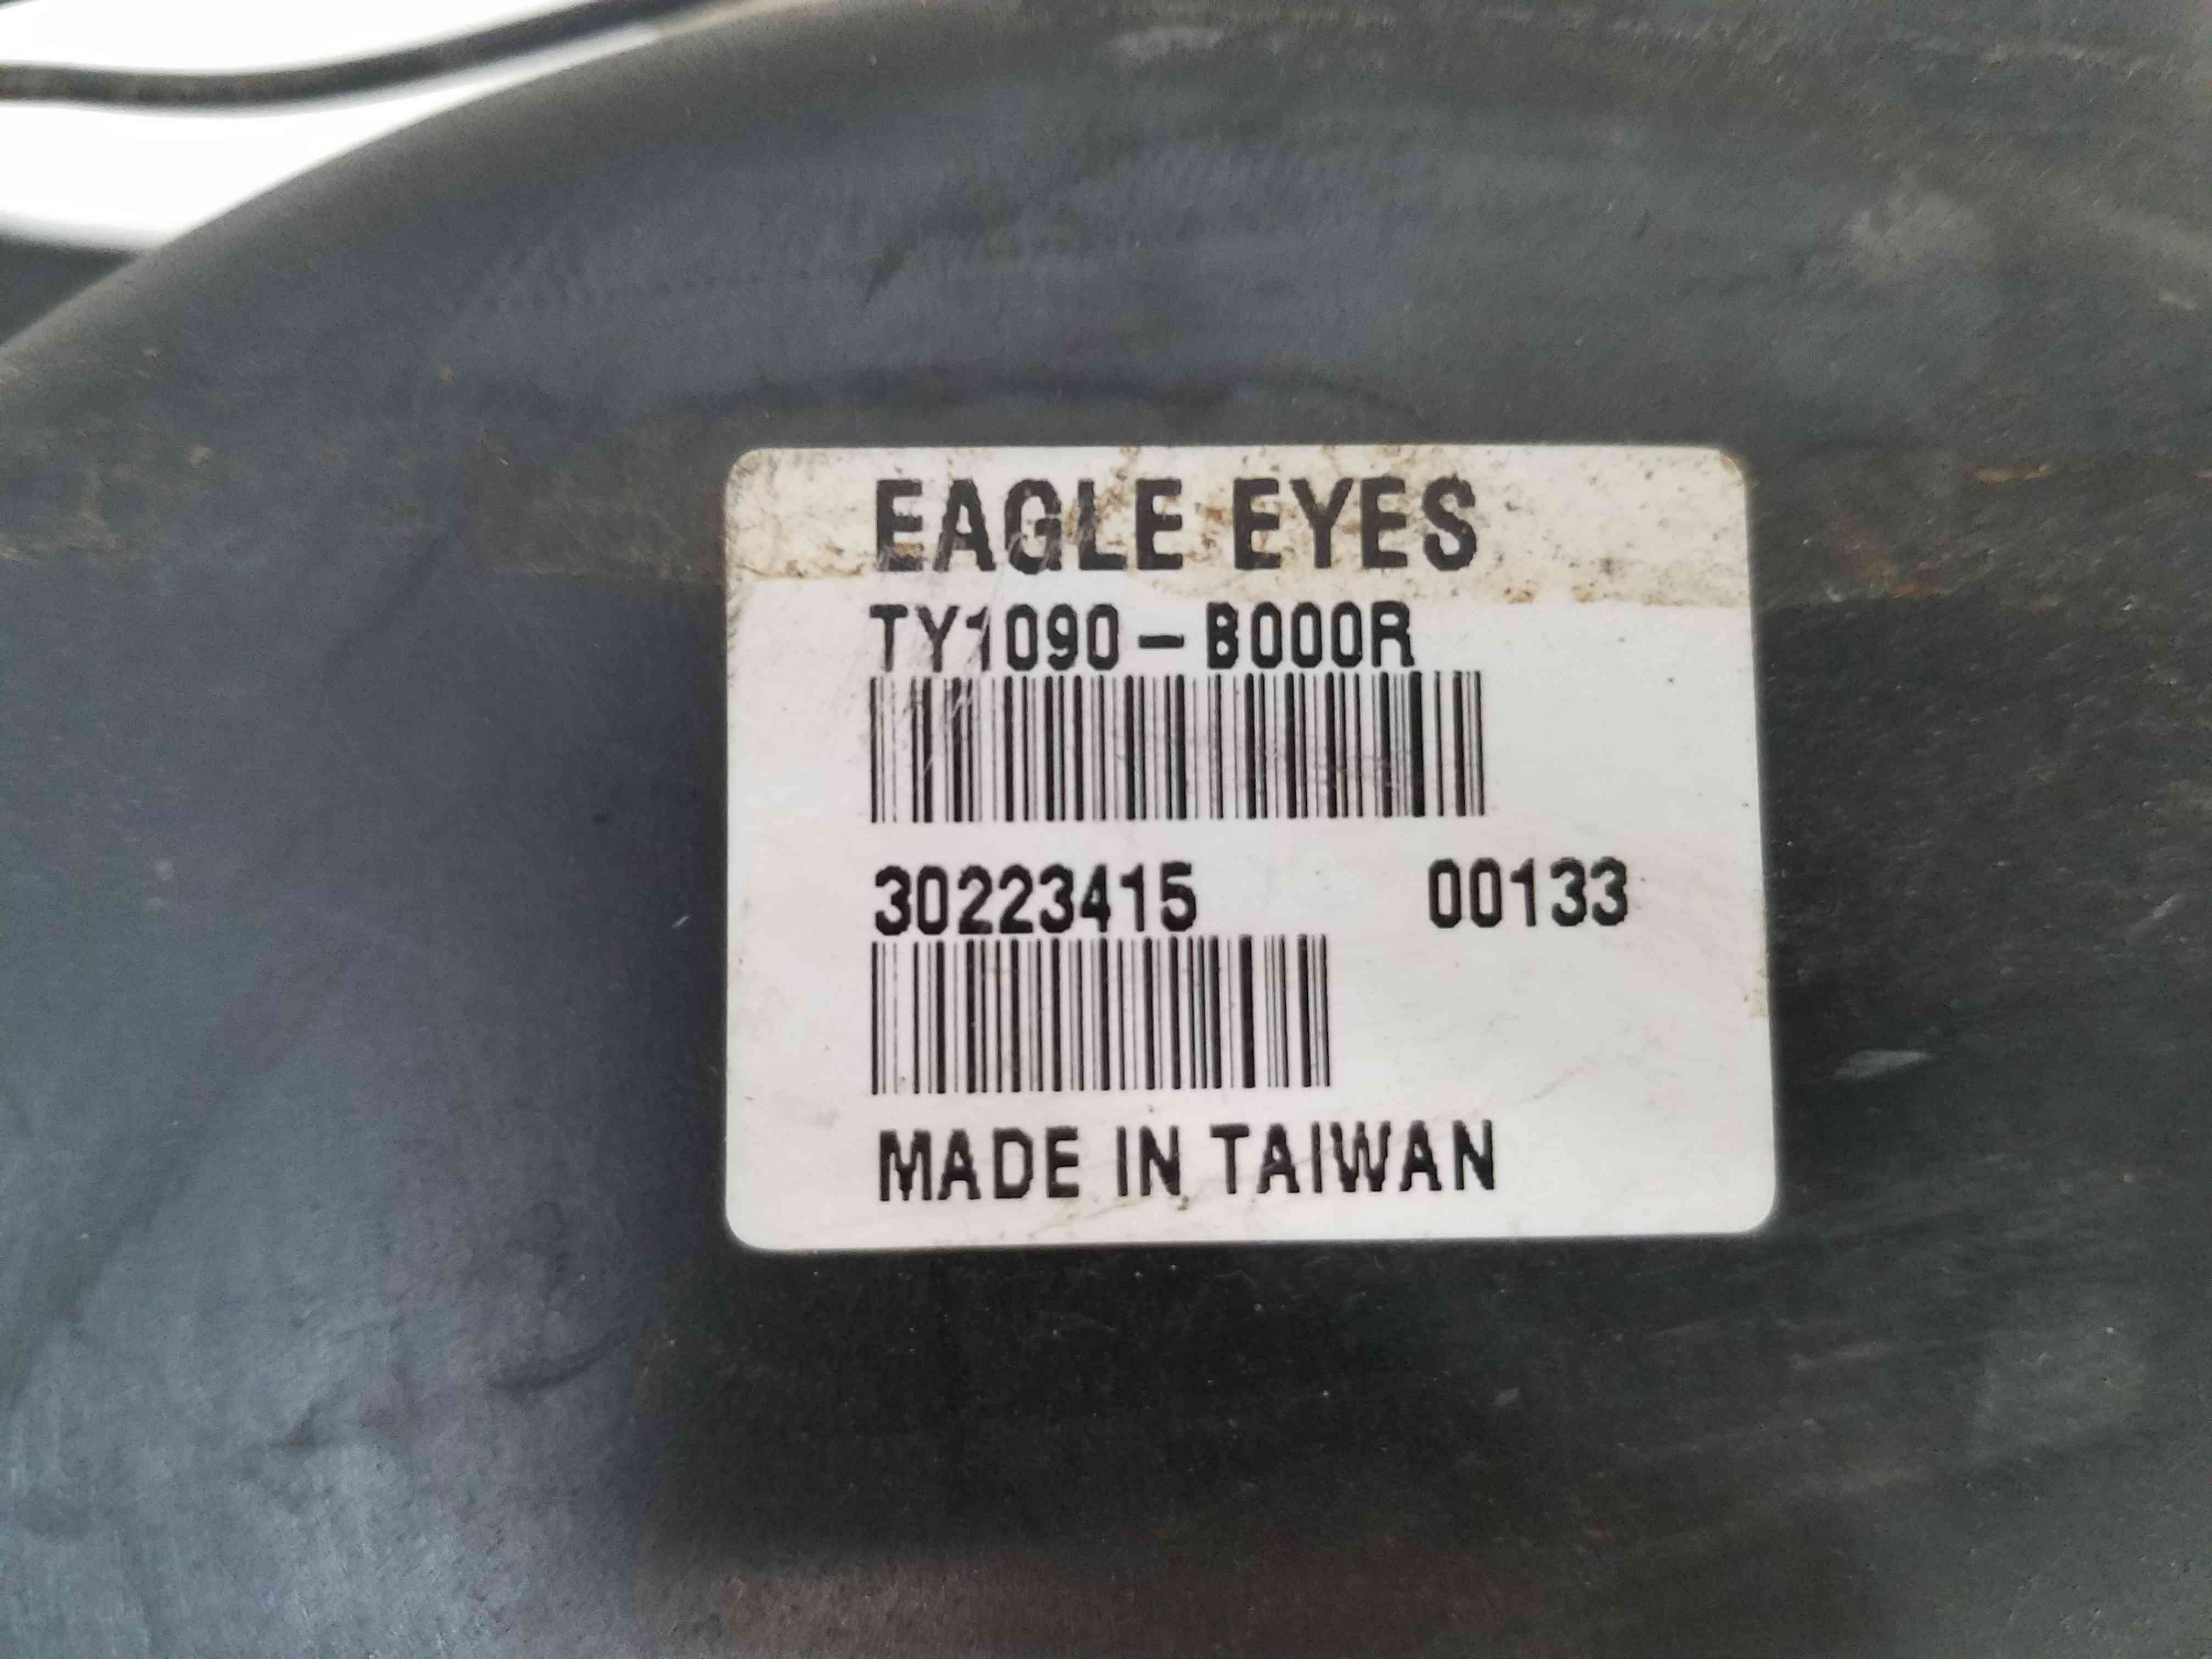 EAGLE EYES
TY1090-B000R
30223415 00133
MADE IN TAIWAN